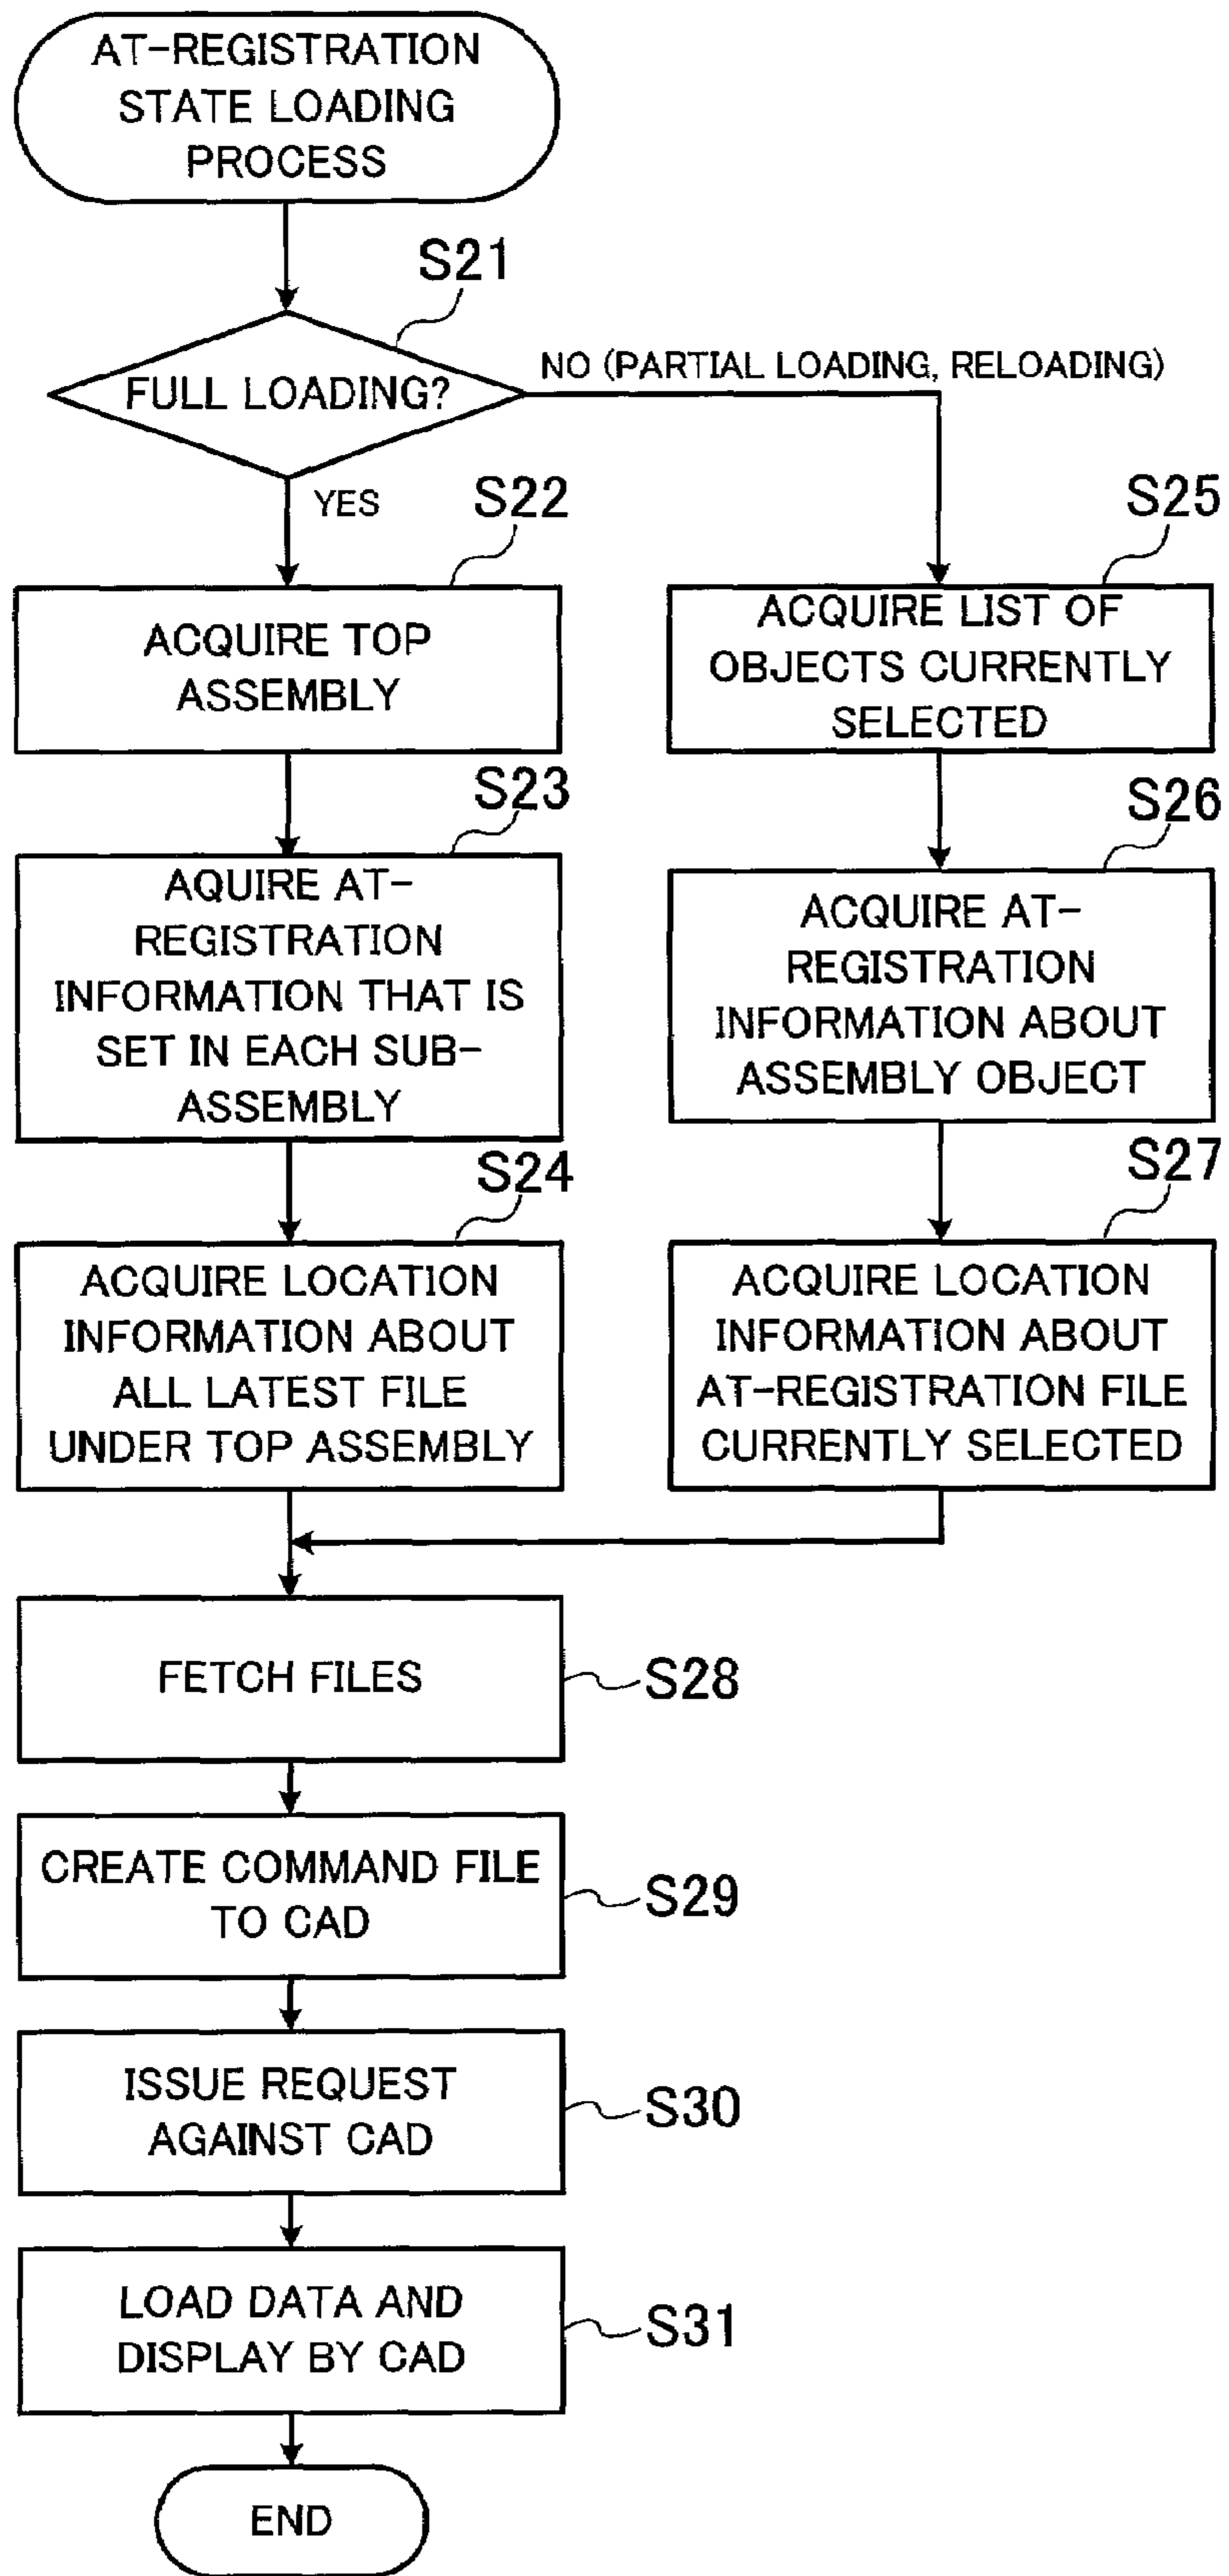 AT-REGISTRATION
STATE LOADING
PROCESS
S21
FULL LOADING?
NO (PARTIAL LOADING, RELOADING)
YES
S22
ACQUIRE TOP
ASSEMBLY
S23
AQUIRE AT-
REGISTRATION
INFORMATION THAT IS
SET IN EACH SUB-
ASSEMBLY
S24
ACQUIRE LOCATION
INFORMATION ABOUT
ALL LATEST FILE
UNDER TOP ASSEMBLY
S25
ACQUIRE LIST OF
OBJECTS CURRENTLY
SELECTED
S26
ACQUIRE AT-
REGISTRATION
INFORMATION ABOUT
ASSEMBLY OBJECT
S27
ACQUIRE LOCATION
INFORMATION ABOUT
AT-REGISTRATION FILE
CURRENTLY SELECTED
FETCH FILES
S28
CREATE COMMAND FILE
TO CAD
S29
ISSUE REQUEST
AGAINST CAD
S30
LOAD DATA AND
DISPLAY BY CAD
S31
END